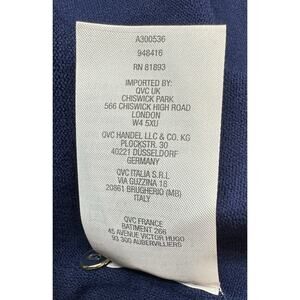 A300536
948416
RN 81893
IMPORTED BY:
QVC UK
CHISWICK PARK
566 CHISWICK HIGH ROAD
LONDON
W4 5XU
QVC HANDEL LLC & CO. KG
PLOCKSTR. 30
40221 DÜSSELDORF
GERMANY
QVC ITALIA S.R.L
VIA GUZZINA 18
20861 BRUGHERIO (MB)
ITALY
QVC FRANCE
BATIMENT 266
45 AVENUE VICTOR HUGO
93 300 AUBERVILLIERS